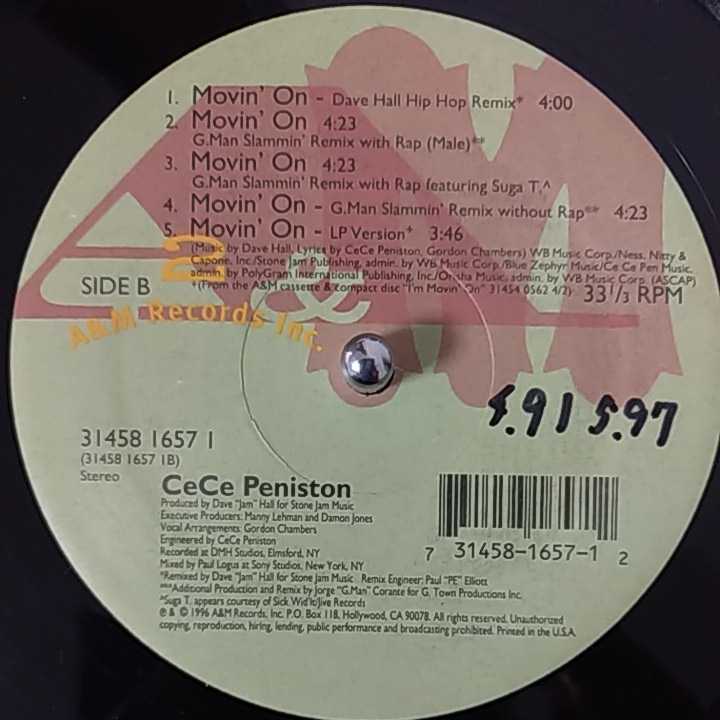 1. Movin' On - Dave Hall Hip Hop Remix* 4:00
2. Movin' On 4:23
G.Man Slammin' Remix with Rap (Male)**
3. Movin' On 4:23
G.Man Slammin' Remix with Rap featuring Suga T.^
4. Movin' On - G.Man Slammin' Remix without Rap** 4:23
5. Movin' On - LP Version+ 3:46
(Music by Dave Hall, Lyrics by CeCe Peniston, Gordon Chambers) WB Music Corp./Ness, Nitty &
Capone, Inc./Stone Jam Publishing, admin. by WB Music Corp./Blue Zephyr Music/Ce Ce Pen Music,
admin. by PolyGram International Publishing, Inc./Orisha Music, admin. by WB Music Corp. (ASCAP)
+(From the A&M cassette & compact disc "I'm Movin' On" 31454 0562 4/2) 33 1/3 RPM
SIDE B
A&M Records Inc.
5.91 5.97
31458 1657 1
(31458 1657 1B)
Stereo
CeCe Peniston
Produced by Dave "Jam" Hall for Stone Jam Music
Executive Producers: Manny Lehman and Damon Jones
Vocal Arrangements: Gordon Chambers
Engineered by CeCe Peniston
Recorded at DMH Studios, Elmsford, NY
Mixed by Paul Logus at Sony Studios, New York, NY
*Remixed by Dave "Jam" Hall for Stone Jam Music Remix Engineer: Paul "PE" Elliott
**Additional Production and Remix by Jorge "G.Man" Corante for G. Town Productions Inc.
^Suga T. appears courtesy of Sick Wid'It/Jive Records
℗ & © 1996 A&M Records, Inc. P.O. Box 118, Hollywood, CA 90078. All rights reserved. Unauthorized
copying, reproduction, hiring, lending, public performance and broadcasting prohibited. Printed in the U.S.A.
7 31458-1657-1 2